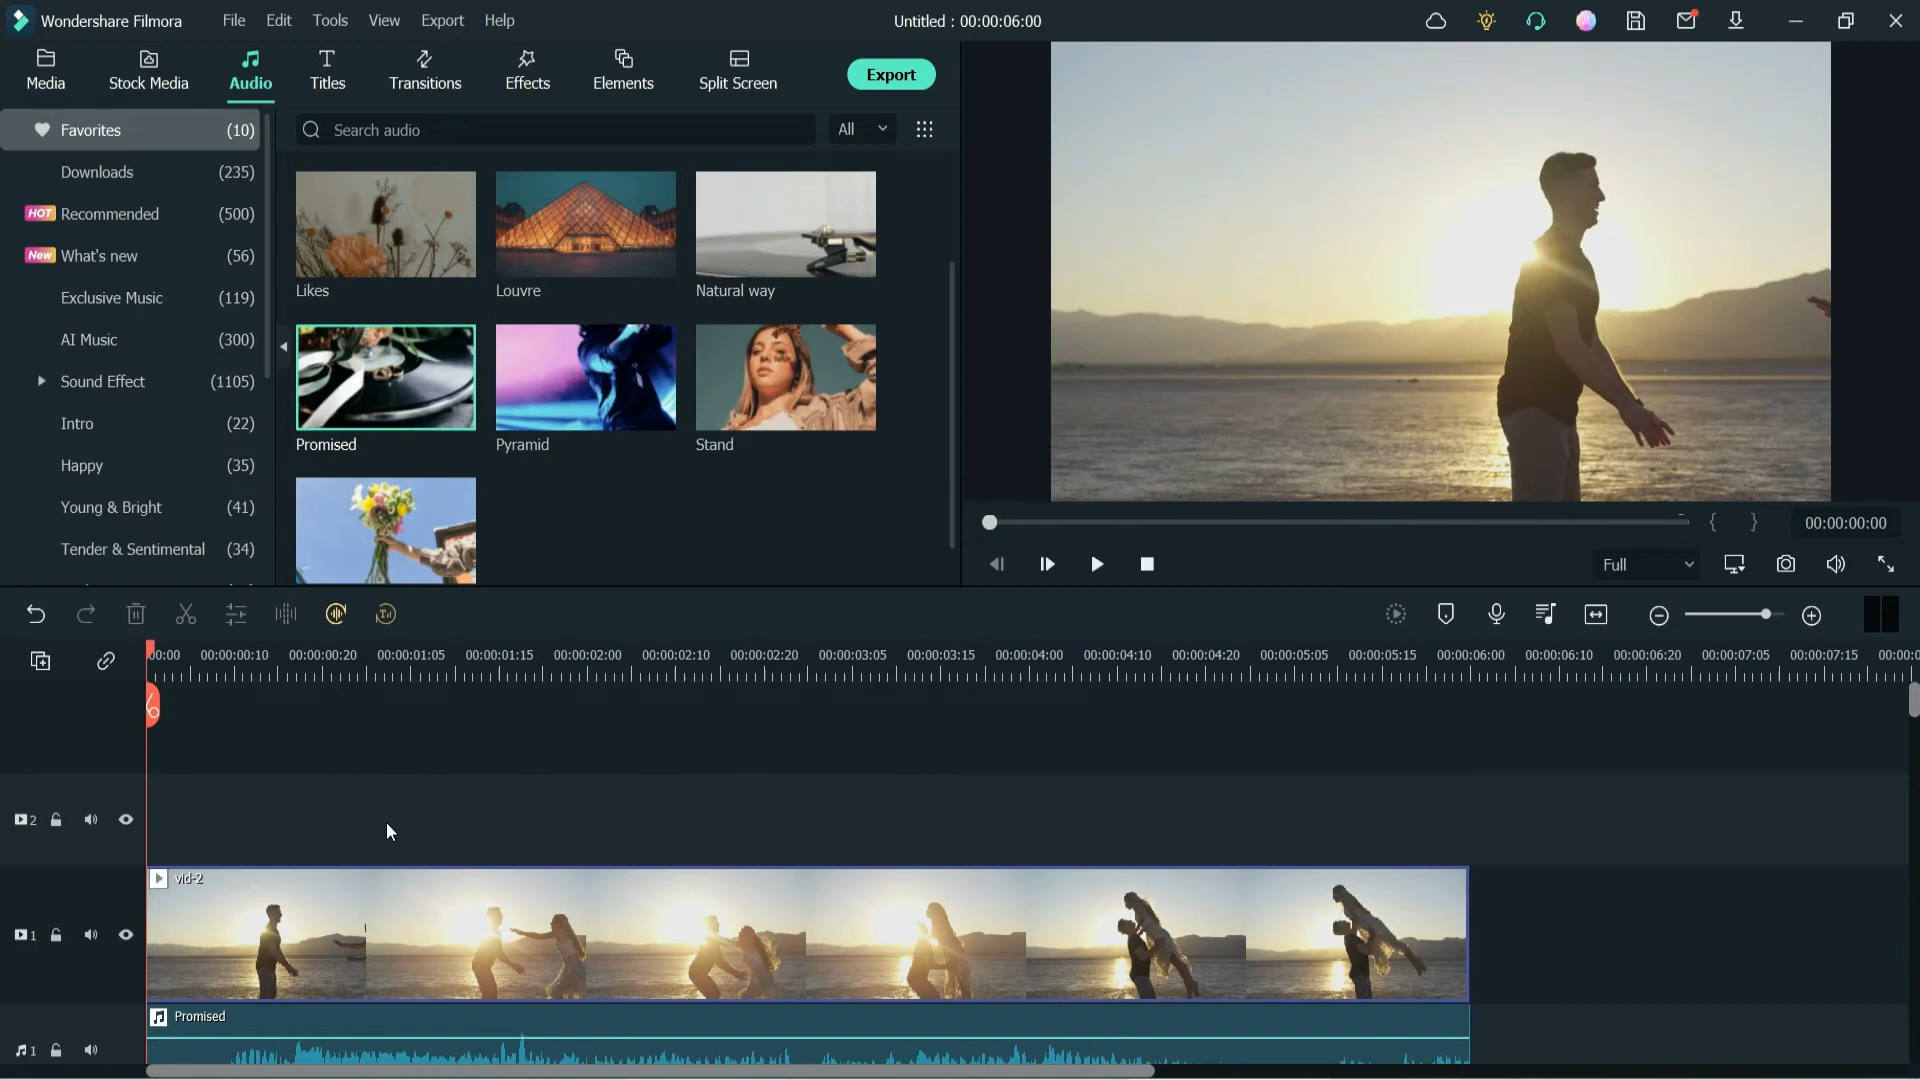 Wondershare Filmora File Edit Tools View Export Help Untitled : 00:00:06:00
Media Stock Media Audio Titles Transitions Effects Elements Split Screen Export
Favorites (10)
Downloads (235)
HOT Recommended (500)
New What's new (56)
Exclusive Music (119)
AI Music (300)
Sound Effect (1105)
Intro (22)
Happy (35)
Young & Bright (41)
Tender & Sentimental (34)
Search audio All
Likes Louvre Natural way
Promised Pyramid Stand
{ } 00:00:00:00
Full
00:00 00:00:00:10 00:00:00:20 00:00:01:05 00:00:01:15 00:00:02:00 00:00:02:10 00:00:02:20 00:00:03:05 00:00:03:15 00:00:04:00 00:00:04:10 00:00:04:20 00:00:05:05 00:00:05:15 00:00:06:00 00:00:06:10 00:00:06:20 00:00:07:05 00:00:07:15 00:00:0
2
vid-2
1
Promised
1